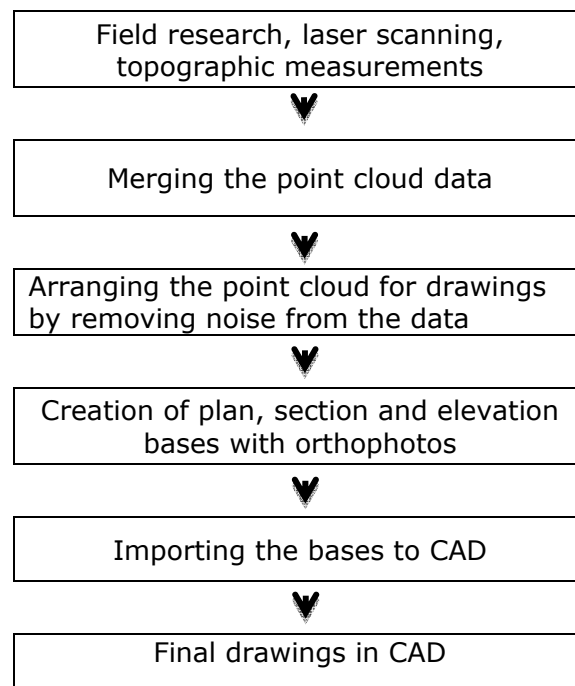 Field research, laser scanning,
topographic measurements
Merging the point cloud data
Arranging the point cloud for drawings
by removing noise from the data
Creation of plan, section and elevation
bases with orthophotos
Importing the bases to CAD
Final drawings in CAD